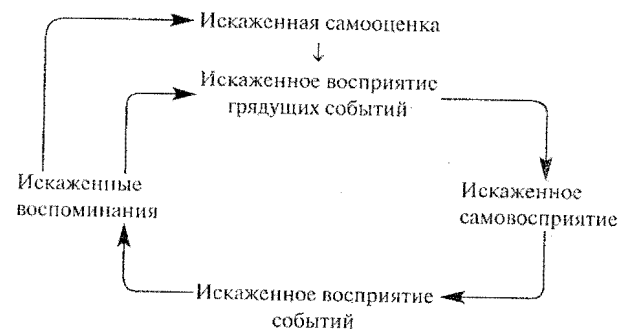 Искаженная самооценка
Искаженное восприятие
грядущих событий
Искаженные
воспоминания
Искаженное
самовосприятие
Искаженное восприятие
событий